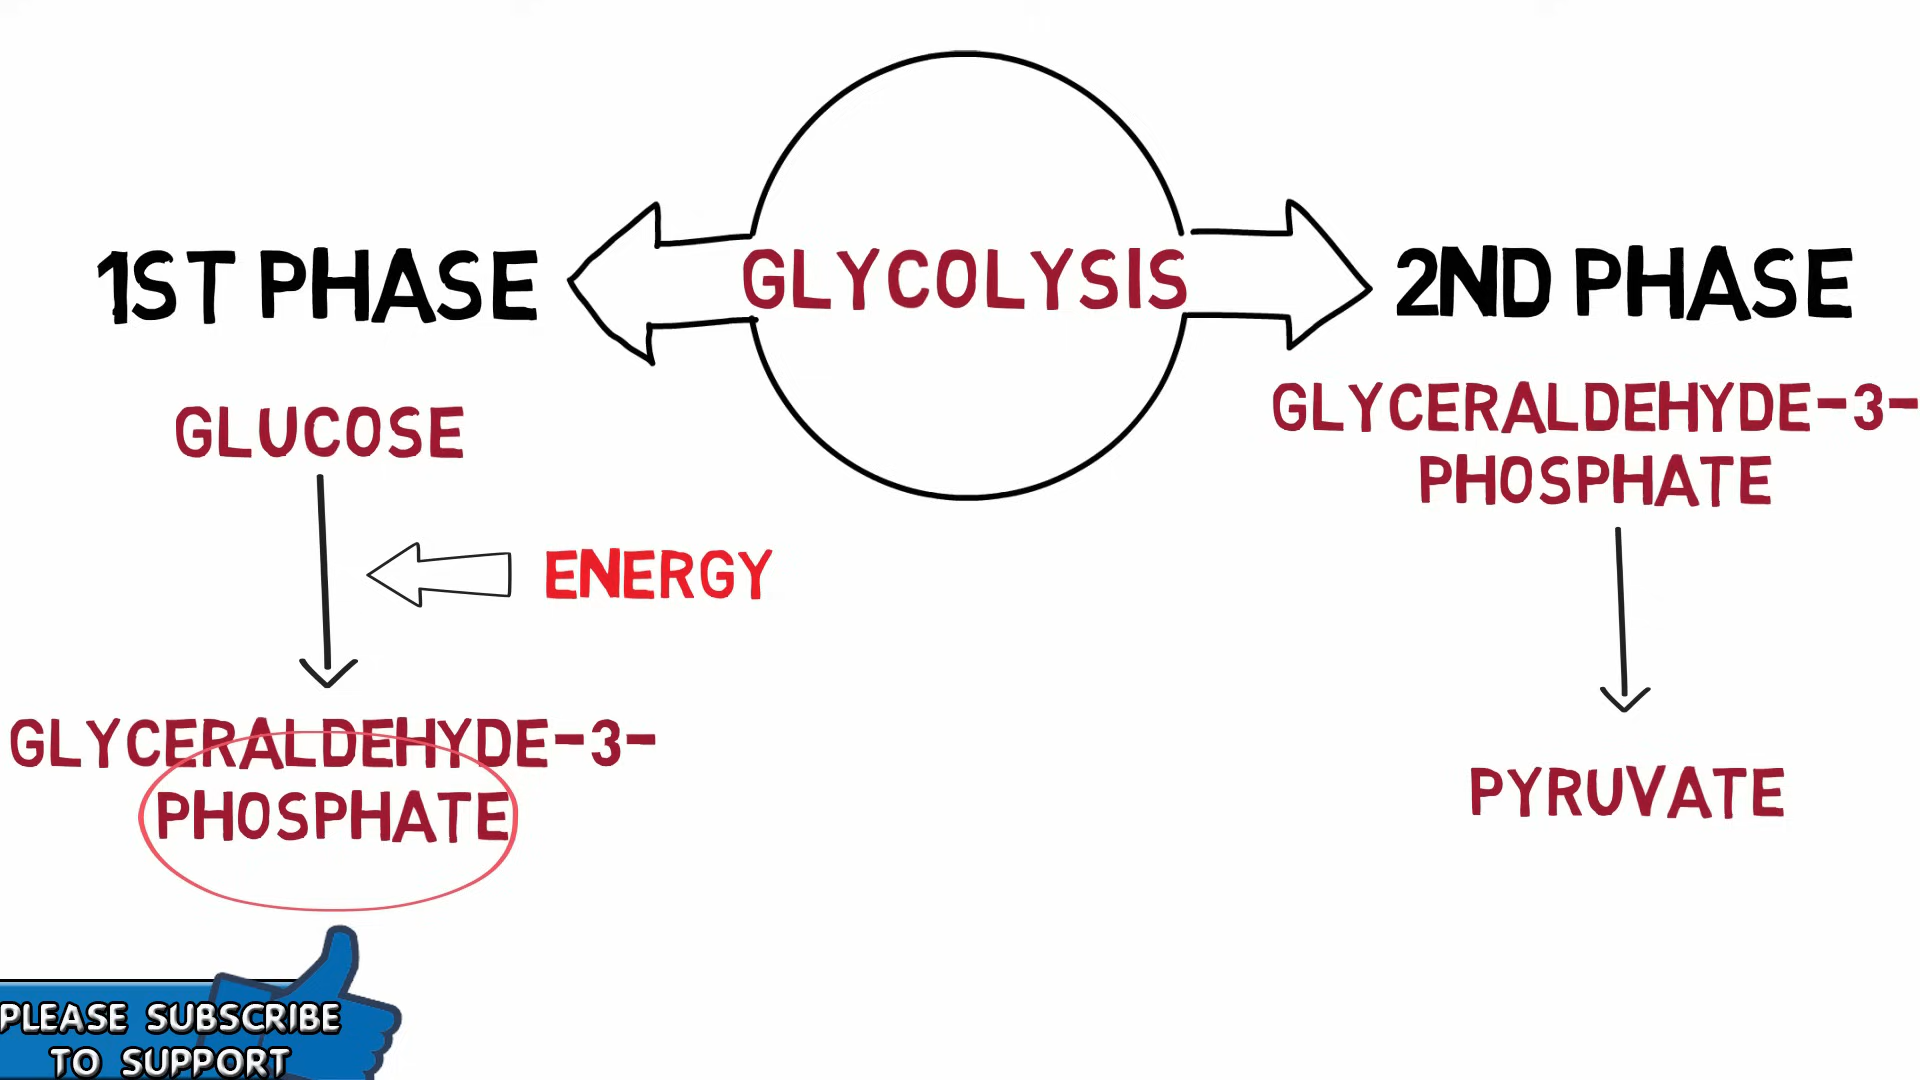 1ST PHASE
GLYCOLYSIS
2ND PHASE
GLUCOSE
ENERGY
GLYCERALDEHYDE-3-
PHOSPHATE
GLYCERALDEHYDE-3-
PHOSPHATE
PYRUVATE
PLEASE SUBSCRIBE
TO SUPPORT